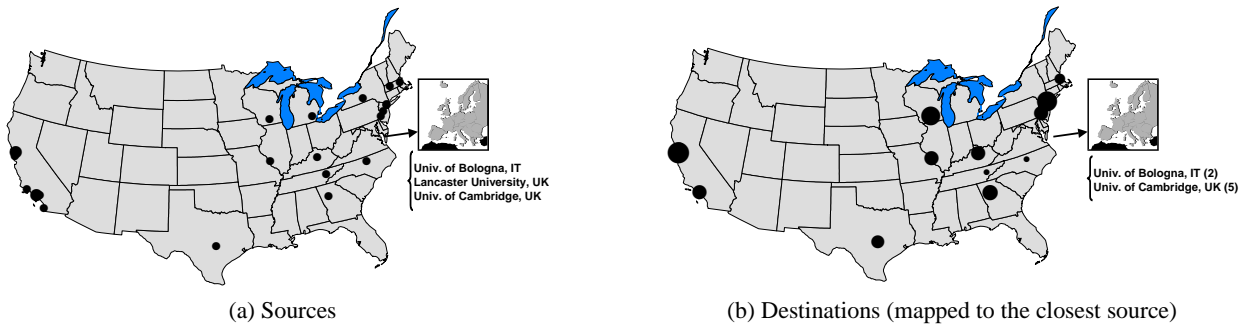 Univ. of Bologna, IT
Lancaster University, UK
Univ. of Cambridge, UK
Univ. of Bologna, IT (2)
Univ. of Cambridge, UK (5)
(a) Sources
(b) Destinations (mapped to the closest source)